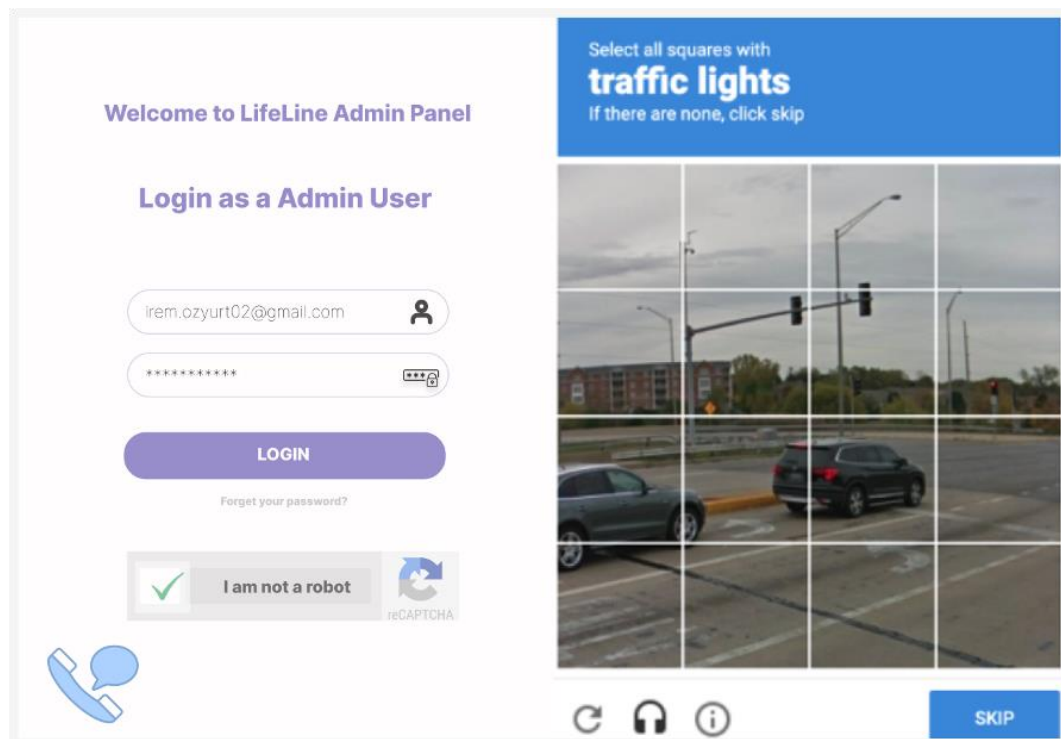 Welcome to LifeLine Admin Panel
Login as a Admin User
irem.ozyurt02@gmail.com
***********
LOGIN
Forget your password?
I am not a robot
reCAPTCHA
Select all squares with
traffic lights
If there are none, click skip
SKIP